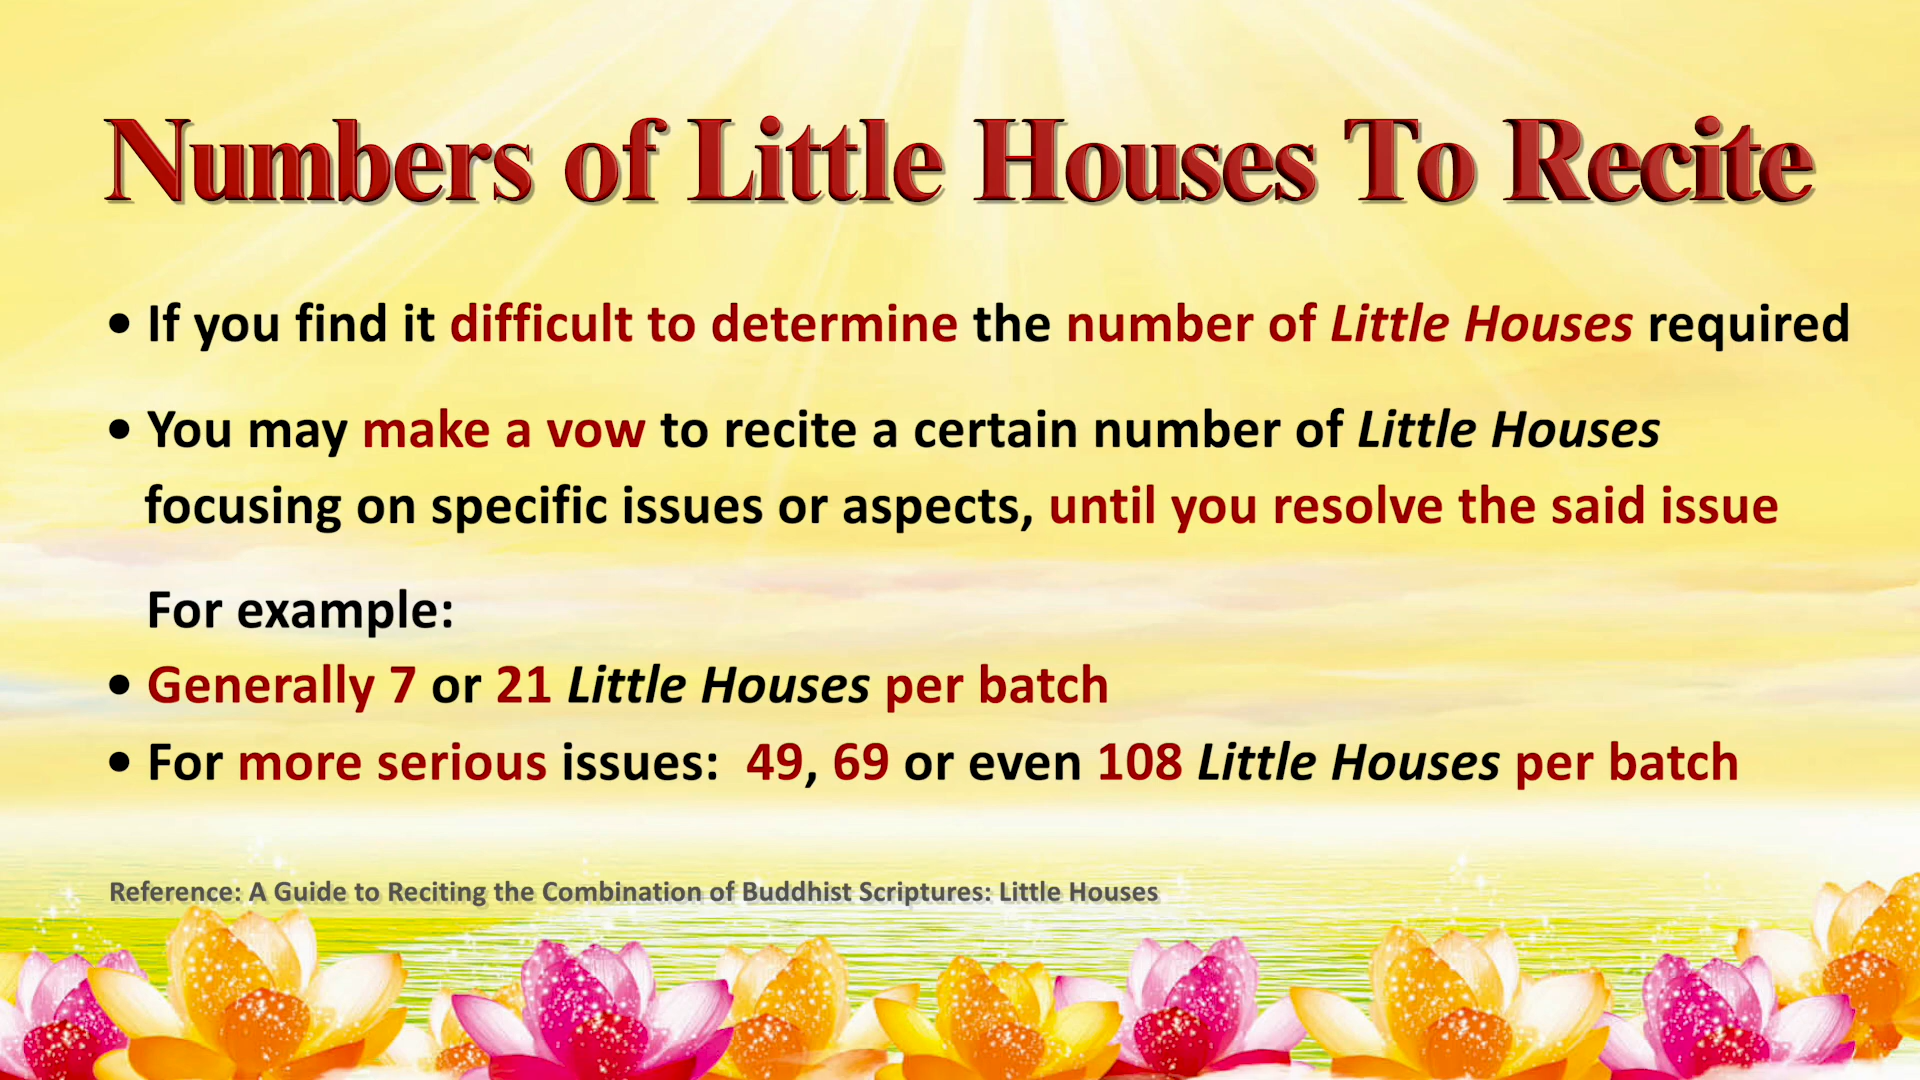 Numbers of Little Houses To Recite
• If you find it difficult to determine the number of Little Houses required
• You may make a vow to recite a certain number of Little Houses
focusing on specific issues or aspects, until you resolve the said issue
For example:
• Generally 7 or 21 Little Houses per batch
• For more serious issues: 49, 69 or even 108 Little Houses per batch
Reference: A Guide to Reciting the Combination of Buddhist Scriptures: Little Houses